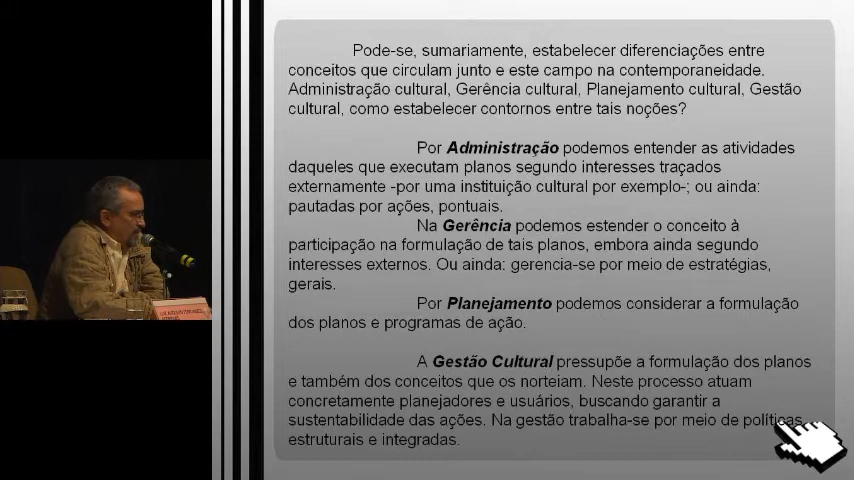 Pode-se, sumariamente, estabelecer diferenciações entre
conceitos que circulam junto e este campo na contemporaneidade.
Administração cultural, Gerência cultural, Planejamento cultural, Gestão
cultural, como estabelecer contornos entre tais noções?
Por Administração podemos entender as atividades
daqueles que executam planos segundo interesses traçados
externamente -por uma instituição cultural por exemplo-; ou ainda:
pautadas por ações, pontuais.
Na Gerência podemos estender o conceito à
participação na formulação de tais planos, embora ainda segundo
interesses externos. Ou ainda: gerencia-se por meio de estratégias,
gerais.
Por Planejamento podemos considerar a formulação
dos planos e programas de ação.
A Gestão Cultural pressupõe a formulação dos planos
e também dos conceitos que os norteiam. Neste processo atuam
concretamente planejadores e usuários, buscando garantir a
sustentabilidade das ações. Na gestão trabalha-se por meio de políticas
estruturais e integradas.